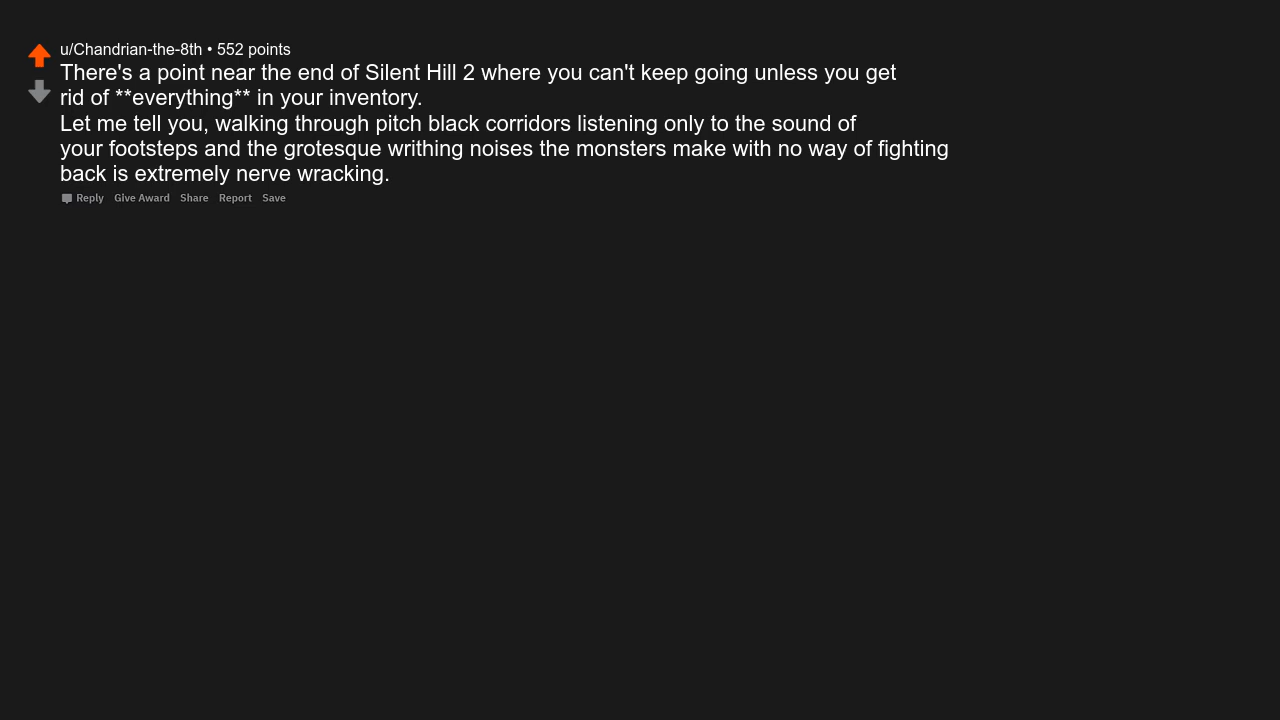 u/Chandrian-the-8th • 552 points
There's a point near the end of Silent Hill 2 where you can't keep going unless you get
rid of **everything** in your inventory.
Let me tell you, walking through pitch black corridors listening only to the sound of
your footsteps and the grotesque writhing noises the monsters make with no way of fighting
back is extremely nerve wracking.
Reply Give Award Share Report Save